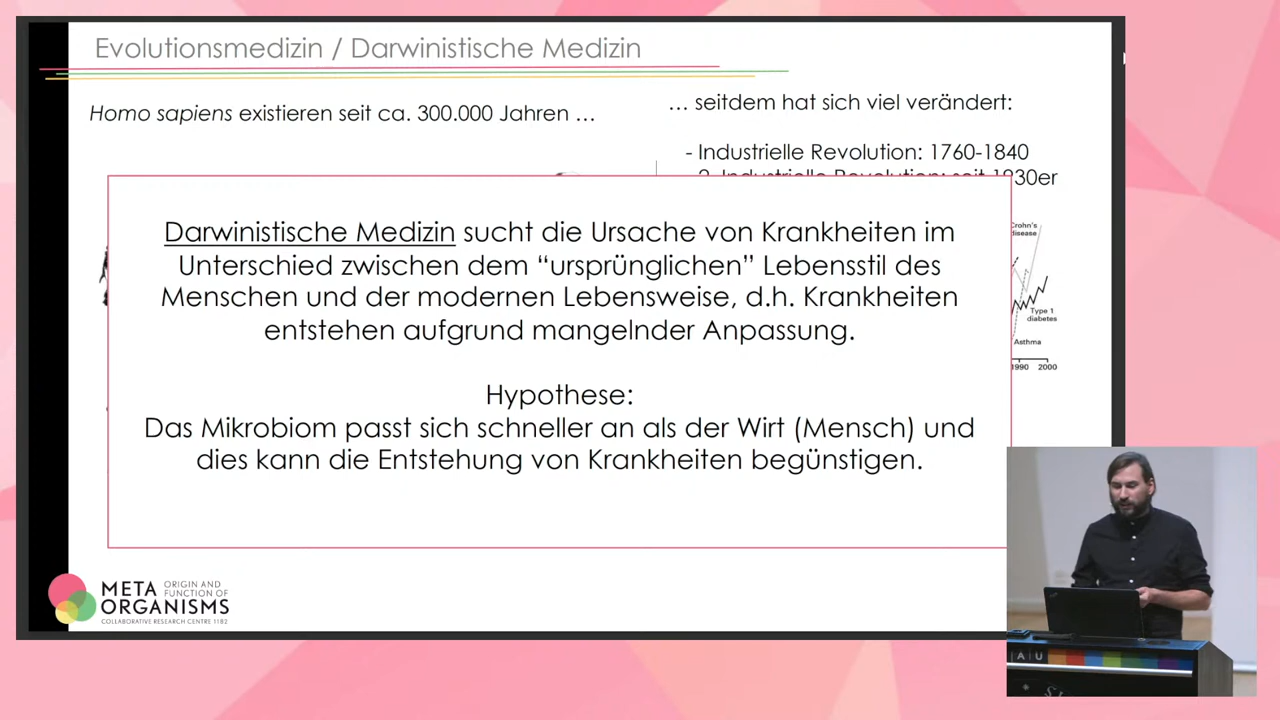 Evolutionsmedizin / Darwinistische Medizin
Homo sapiens existieren seit ca. 300.000 Jahren ...
... seitdem hat sich viel verändert:
- Industrielle Revolution: 1760-1840
2. Industrielle Revolution: seit 1930er
Darwinistische Medizin sucht die Ursache von Krankheiten im
Unterschied zwischen dem “ursprünglichen” Lebensstil des
Menschen und der modernen Lebensweise, d.h. Krankheiten
entstehen aufgrund mangelnder Anpassung.
Hypothese:
Das Mikrobiom passt sich schneller an als der Wirt (Mensch) und
dies kann die Entstehung von Krankheiten begünstigen.
Crohn's
disease
Type 1
diabetes
Asthma
1990 2000
META
ORGANISMS
ORIGIN AND
FUNCTION OF
COLLABORATIVE RESEARCH CENTRE 1182
A U